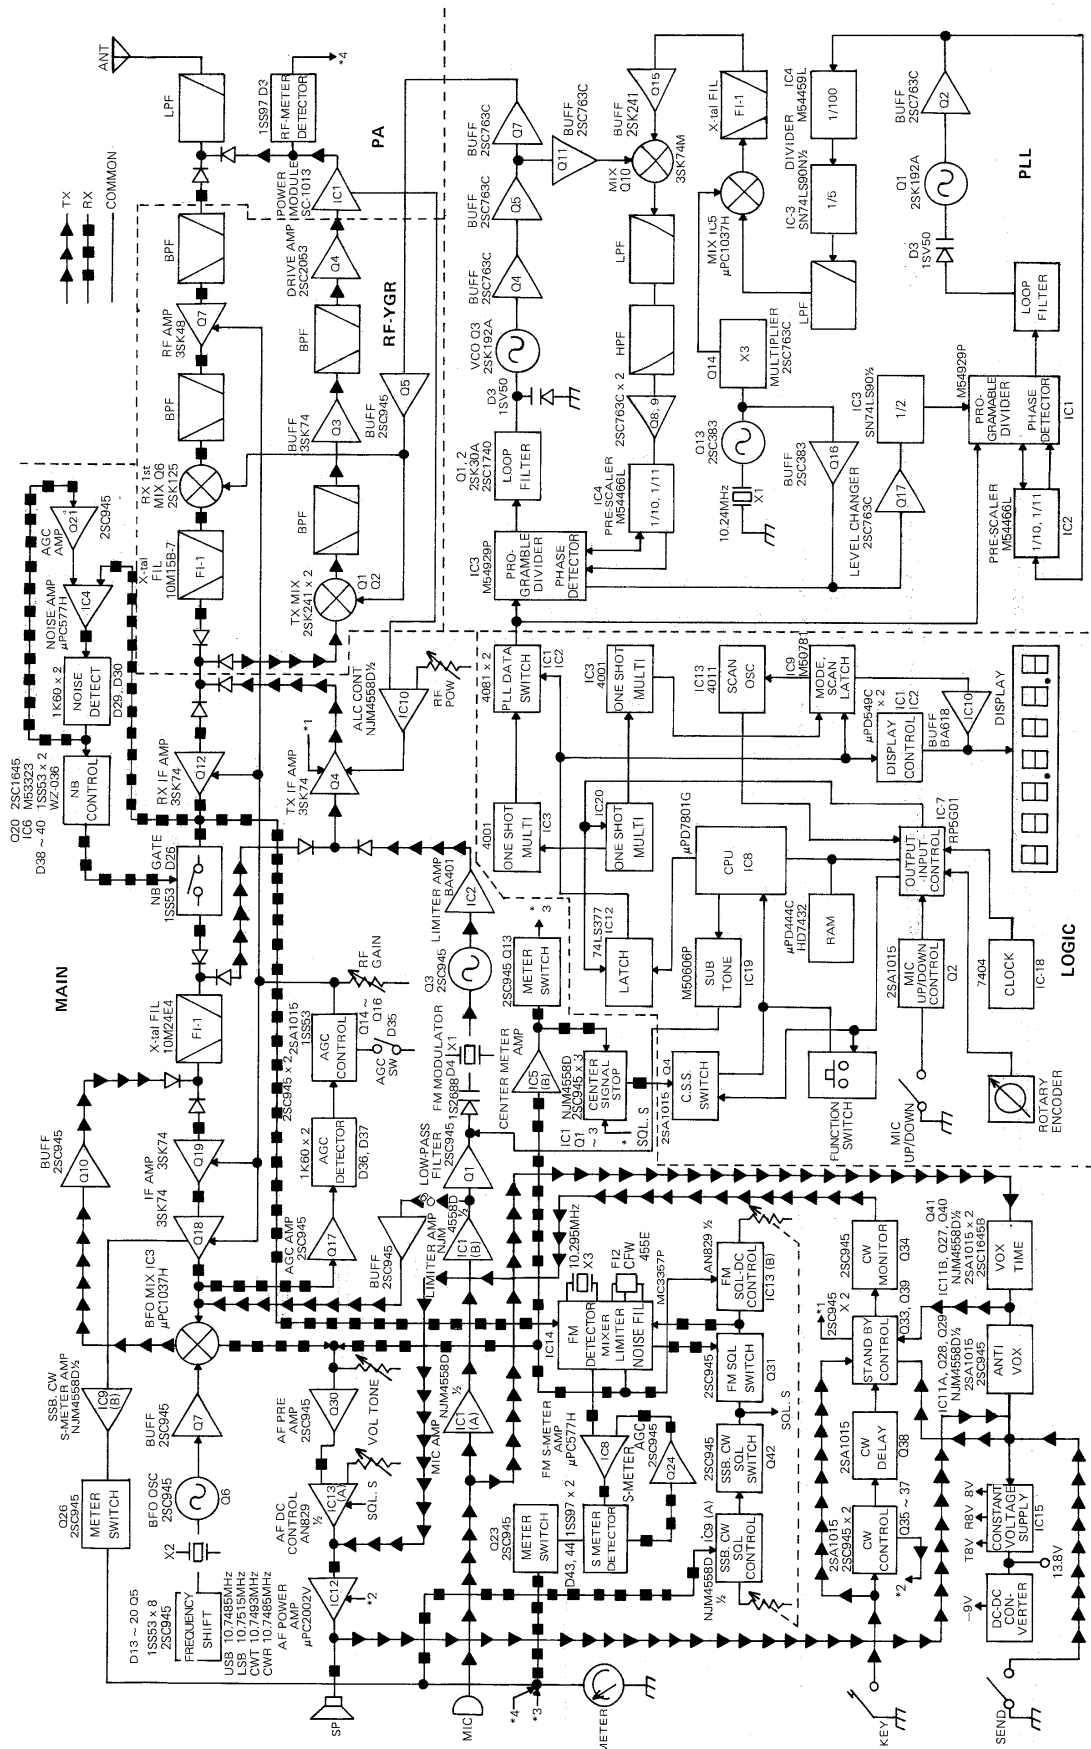 MAIN
PA
RF-YGR
PLL
LOGIC
TX
RX
COMMON
ANT
LPF
1SS97 D3
RF-METER
DETECTOR
*4
POWER
MODULE
SC-1013
IC1
BPF
RF AMP
3SK48
Q7
BPF
RX 1st
MIX Q6
2SK125
X-tal
FIL
10M15B-7
FI-1
DRIVE AMP
2SC2053
Q4
BPF
BUFF
3SK74
Q3
BUFF
2SC945
Q5
BPF
TX MIX
2SK241 x 2
Q1
Q2
AGC
AMP
Q21
2SC945
NOISE AMP
μPC577H
IC4
1K60 x 2
NOISE
DETECT
D29, D30
Q20 2SC1645
IC6 M53323
D38 ~ 40 1SS53 x 2
WZ-036
NB
CONTROL
RX IF AMP
3SK74
Q12
NB GATE
1SS53 D26
X-tal FIL
10M24E4
FI-1
TX IF AMP
3SK74
Q4
*1
ALC CONT
NJM4558D½
IC10
RF
POW
BUFF
2SC945
Q10
IF AMP
3SK74
Q19
3SK74
Q18
BFO MIX IC3
μPC1037H
AGC AMP
2SC945
Q17
1K60 x 2
AGC
DETECTOR
D36, D37
2SC945 x 2
2SA1015
1SS53
AGC
CONTROL
Q14 ~
Q16
D35
AGC
SW
RF
GAIN
SSB. CW
S-METER AMP
NJM4558D½
IC9
(B)
Q26
2SC945
METER
SWITCH
BUFF
2SC945
Q7
BFO OSC
2SC945
Q6
X2
D13 ~ 20 Q5
1SS53 x 8
2SC945
FREQUENCY
SHIFT
USB 10.7485MHz
LSB 10.7515MHz
CWT 10.7493MHz
CWR 10.7485MHz
AF POWER
AMP
μPC2002V
IC12
*2
SP
AF DC
CONTROL
AN829
½
IC13
(A)
SQL. S
AF PRE
AMP
2SC945
Q30
VOL TONE
MIC
MIC AMP
NJM4558D
½
IC1
(A)
LIMITER AMP
NJM
4558D
½
IC1
(B)
BUFF
2SC945
LOW-PASS
FILTER
2SC945
Q1
FM MODULATOR
1S2688 D4
X1
Q3
2SC945
LIMITER AMP
BA401
IC2
CENTER METER
AMP
IC5
(B)
NJM4558D
2SC945 Q13
METER
SWITCH
* 3
IC1
Q1
~ 3
NJM4558D
2SC945 x 3
CENTER
SIGNAL
STOP
*
SQL. S
*4
*3
METER
Q23
2SC945
METER
SWITCH
D43, 44 1SS97 x 2
S METER
DETECTOR
FM S-METER
AMP
μPC577H
IC8
S-METER
AGC
2SC945
Q24
10.295MHz
X3
FI2
CFW
455E
MC3357P
IC14
FM
DETECTOR
MIXER
LIMITER
NOISE FIL
AN829 ½
FM
SQL-DC
CONTROL
IC13 (B)
2SC945
FM SQL
SWITCH
Q31
2SC945
SSB. CW
SQL
SWITCH
Q42
SQL. S
NJM4558D IC9 (A)
½
SSB. CW
SQL
CONTROL
KEY
SEND
2SA1015
2SC945 x 2
CW
CONTROL
Q35 ~ 37
*2
2SA1015
CW
DELAY
Q38
*1
2SC945
x 2
STANDBY
CONTROL
Q33, Q39
2SC945
CW
MONITOR
Q34
Q41
IC11B, Q27, Q40
NJM4558D½
2SA1015 x 2
2SC1645B
VOX
TIME
IC11A, Q28, Q29
NJM4558D½
2SA1015
2SC945
ANTI
VOX
T8V R8V 8V
CONSTANT
VOLTAGE
SUPPLY
IC15
13.8V
-9V
DC-DC
CON-
VERTER
BUFF
2SC763C
Q7
BUFF
2SC763C
Q5
BUFF
2SC763C
Q4
BUFF
2SC763C
Q11
VCO Q3
2SK192A
D3
1SV50
Q1, 2
2SK30A
2SC1740
LOOP
FILTER
IC3
M54929P
PRO-
GRAMBLE
DIVIDER
PHASE
DETECTOR
BUFF
2SK241
Q15
MIX
Q10
3SK74M
LPF
HPF
2SC763C x 2
Q8, 9
IC4
PRE-SCALER
M54466L
1/10, 1/11
X-tal FIL
FI-1
MIX IC5
μPC1037H
Q14
X3
MULTIPLIER
2SC763C
Q13
2SC383
10.24MHz
X1
BUFF
2SC383
Q16
LEVEL CHANGER
2SC763C
Q17
DIVIDER IC4
M54459L
1/100
IC-3
SN74LS90N½
1/5
LPF
IC3
SN74LS90½
1/2
BUFF
2SC763C
Q2
Q1
2SK192A
D3
1SV50
LOOP
FILTER
M54929P
PRO-
GRAMABLE
DIVIDER
PHASE
DETECTOR
IC1
PRE-SCALER
M54466L
1/10, 1/11
IC2
4081 x 2
PLL DATA
SWITCH
IC1
IC2
4001
ONE SHOT
MULTI
IC3
IC3
4001
ONE SHOT
MULTI
IC20
ONE SHOT
MULTI
IC13
4011
SCAN
OSC
IC9
M50781
MODE,
SCAN
LATCH
μPD549C
x 2
IC1
IC2
DISPLAY
CONTROL
BUFF
BA618
IC10
DISPLAY
74LS377
IC12
LATCH
μPD7801G
CPU
IC8
M50606P
SUB
TONE
IC19
μPD444C
HD7432
RAM
IC-7
RP5G01
OUTPUT
-INPUT-
CONTROL
2SA1015
MIC
UP/DOWN
CONTROL
Q2
7404
CLOCK
IC-18
Q4
2SA1015
C.S.S.
SWITCH
FUNCTION
SWITCH
MIC
UP/DOWN
ROTARY
ENCODER